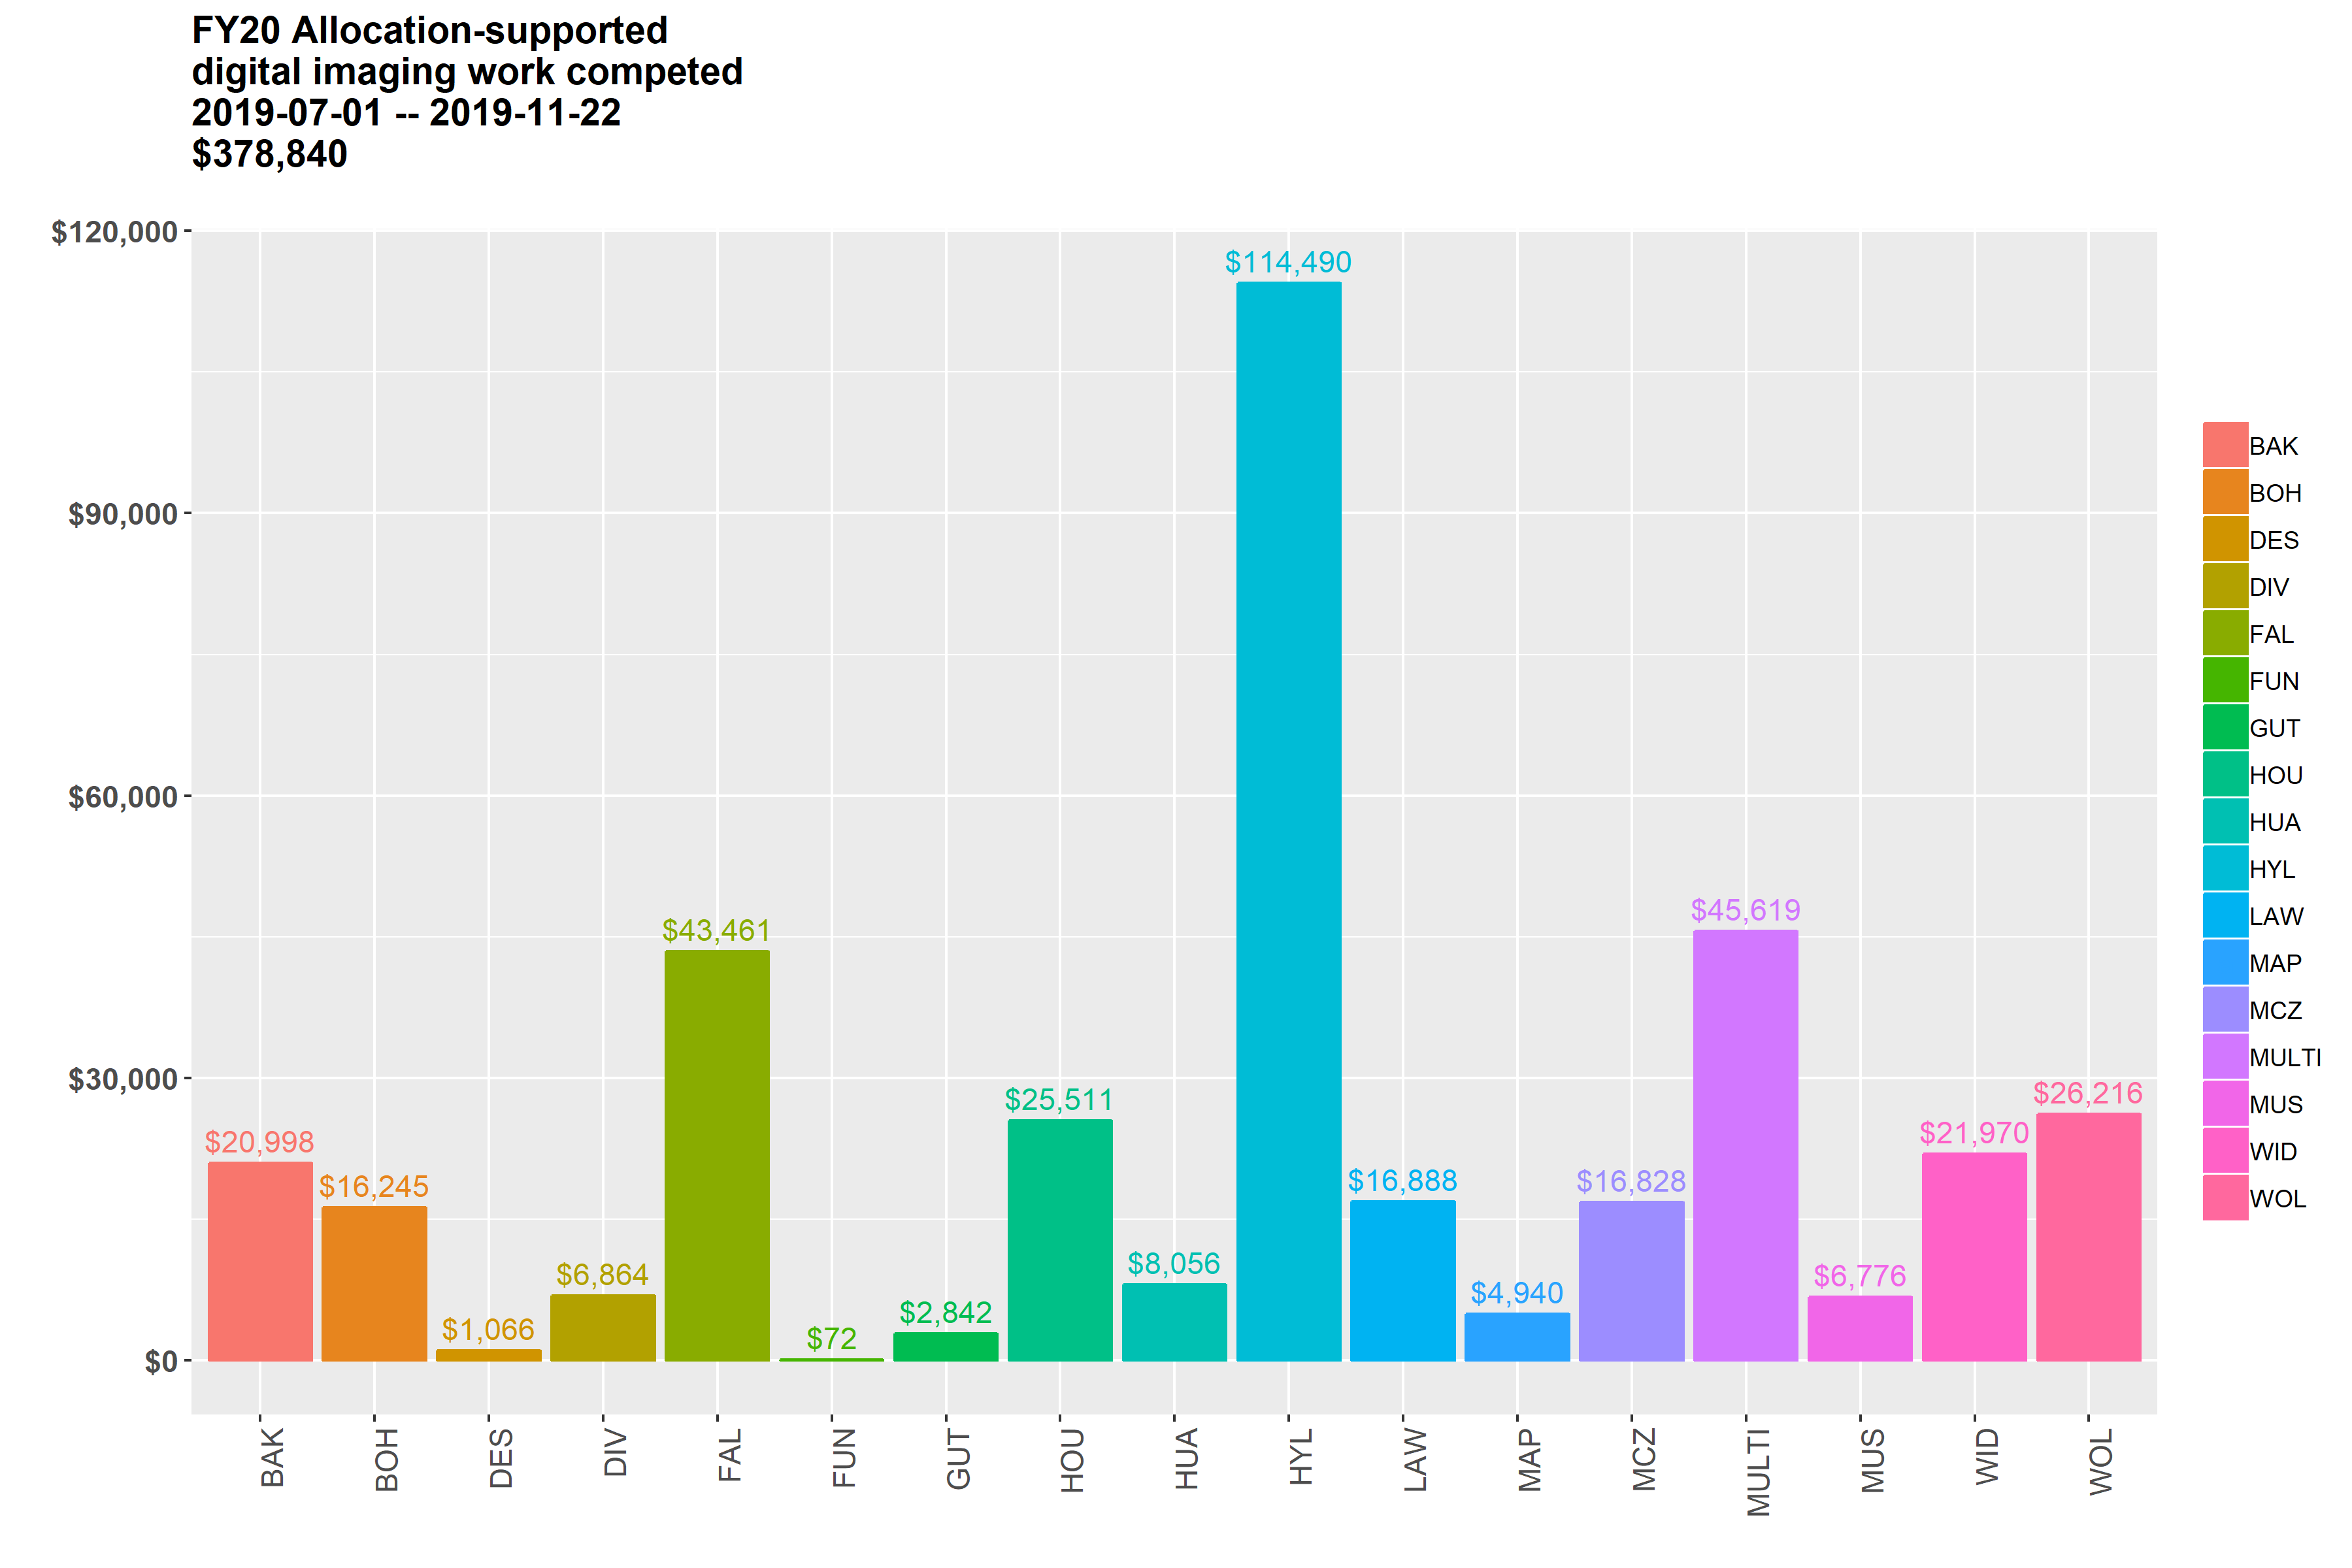 FY20 Allocation-supported
digital imaging work competed
2019-07-01 -- 2019-11-22
$378,840
$120,000
$90,000
$60,000
$30,000
$0
$20,998
$16,245
$1,066
$6,864
$43,461
$72
$2,842
$25,511
$8,056
$114,490
$16,888
$4,940
$16,828
$45,619
$6,776
$21,970
$26,216
BAK
BOH
DES
DIV
FAL
FUN
GUT
HOU
HUA
HYL
LAW
MAP
MCZ
MULTI
MUS
WID
WOL
BAK
BOH
DES
DIV
FAL
FUN
GUT
HOU
HUA
HYL
LAW
MAP
MCZ
MULTI
MUS
WID
WOL